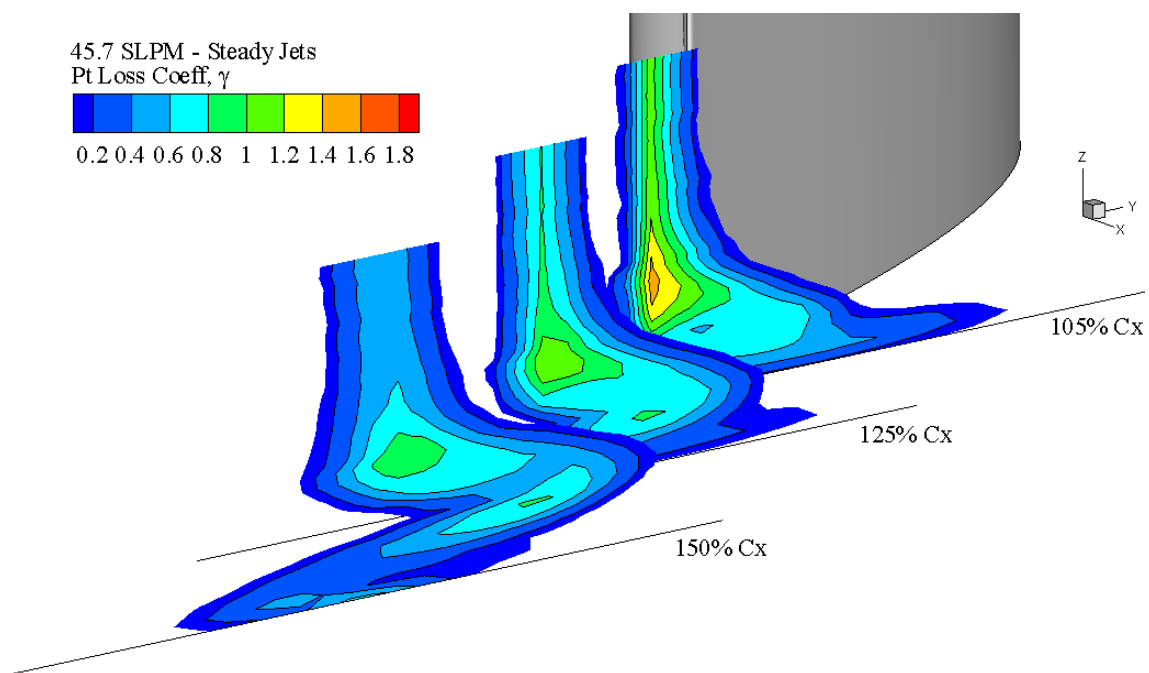 45.7 SLPM - Steady Jets
Pt Loss Coeff, γ
0.2 0.4 0.6 0.8 1 1.2 1.4 1.6 1.8
Z
Y
X
105% Cx
125% Cx
150% Cx